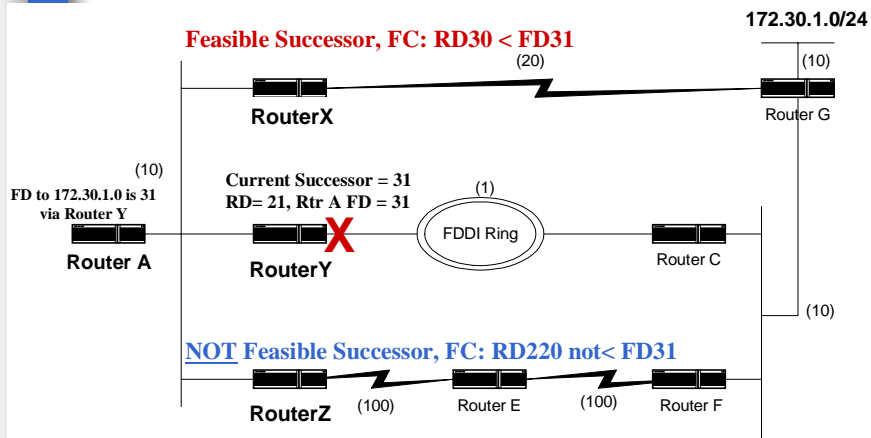 172.30.1.0/24
Feasible Successor, FC: RD30 < FD31
(20)
(10)
RouterX
Router G
(10)
FD to 172.30.1.0 is 31
via Router Y
Current Successor = 31
RD= 21, Rtr A FD = 31
(1)
X
FDDI Ring
Router A
RouterY
Router C
(10)
NOT Feasible Successor, FC: RD220 not< FD31
RouterZ
(100)
Router E
(100)
Router F